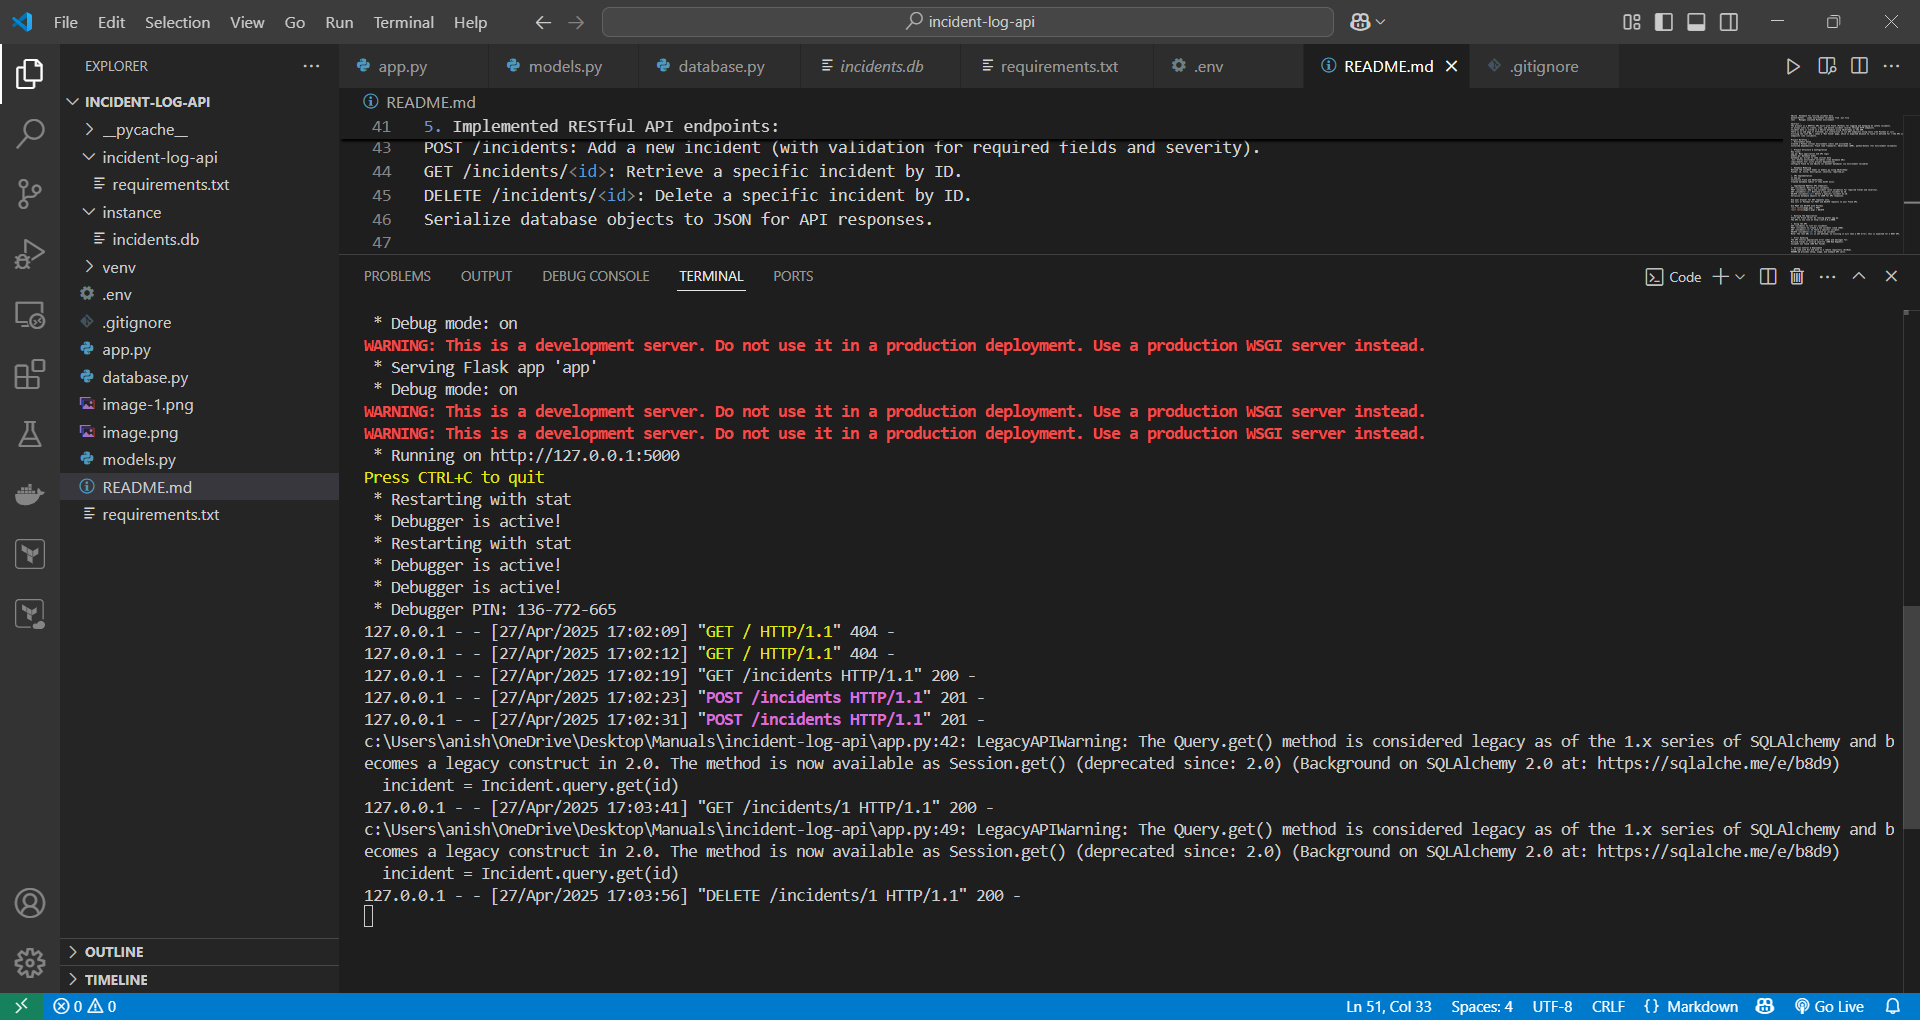 File Edit Selection View Go Run Terminal Help
incident-log-api
EXPLORER
INCIDENT-LOG-API
__pycache__
incident-log-api
requirements.txt
instance
incidents.db
venv
.env
.gitignore
app.py
database.py
image-1.png
image.png
models.py
README.md
requirements.txt
OUTLINE
TIMELINE
app.py models.py database.py incidents.db requirements.txt .env README.md .gitignore
README.md
41 5. Implemented RESTful API endpoints:
43 POST /incidents: Add a new incident (with validation for required fields and severity).
44 GET /incidents/<id>: Retrieve a specific incident by ID.
45 DELETE /incidents/<id>: Delete a specific incident by ID.
46 Serialize database objects to JSON for API responses.
47
PROBLEMS OUTPUT DEBUG CONSOLE TERMINAL PORTS
Code
* Debug mode: on
WARNING: This is a development server. Do not use it in a production deployment. Use a production WSGI server instead.
* Serving Flask app 'app'
* Debug mode: on
WARNING: This is a development server. Do not use it in a production deployment. Use a production WSGI server instead.
WARNING: This is a development server. Do not use it in a production deployment. Use a production WSGI server instead.
* Running on http://127.0.0.1:5000
Press CTRL+C to quit
* Restarting with stat
* Debugger is active!
* Restarting with stat
* Debugger is active!
* Debugger is active!
* Debugger PIN: 136-772-665
127.0.0.1 - - [27/Apr/2025 17:02:09] "GET / HTTP/1.1" 404 -
127.0.0.1 - - [27/Apr/2025 17:02:12] "GET / HTTP/1.1" 404 -
127.0.0.1 - - [27/Apr/2025 17:02:19] "GET /incidents HTTP/1.1" 200 -
127.0.0.1 - - [27/Apr/2025 17:02:23] "POST /incidents HTTP/1.1" 201 -
127.0.0.1 - - [27/Apr/2025 17:02:31] "POST /incidents HTTP/1.1" 201 -
c:\Users\anish\OneDrive\Desktop\Manuals\incident-log-api\app.py:42: LegacyAPIWarning: The Query.get() method is considered legacy as of the 1.x series of SQLAlchemy and b
ecomes a legacy construct in 2.0. The method is now available as Session.get() (deprecated since: 2.0) (Background on SQLAlchemy 2.0 at: https://sqlalche.me/e/b8d9)
incident = Incident.query.get(id)
127.0.0.1 - - [27/Apr/2025 17:03:41] "GET /incidents/1 HTTP/1.1" 200 -
c:\Users\anish\OneDrive\Desktop\Manuals\incident-log-api\app.py:49: LegacyAPIWarning: The Query.get() method is considered legacy as of the 1.x series of SQLAlchemy and b
ecomes a legacy construct in 2.0. The method is now available as Session.get() (deprecated since: 2.0) (Background on SQLAlchemy 2.0 at: https://sqlalche.me/e/b8d9)
incident = Incident.query.get(id)
127.0.0.1 - - [27/Apr/2025 17:03:56] "DELETE /incidents/1 HTTP/1.1" 200 -
0 0 Ln 51, Col 33 Spaces: 4 UTF-8 CRLF {} Markdown Go Live